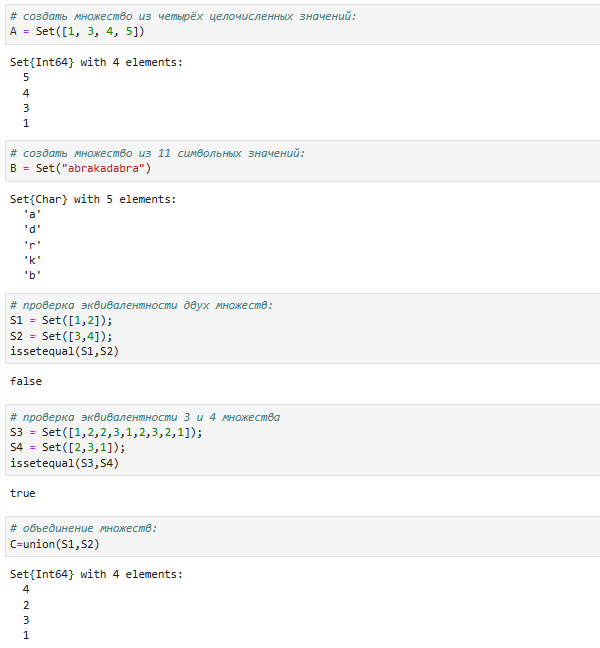 # создать множество из четырёх целочисленных значений:
A = Set([1, 3, 4, 5])
Set{Int64} with 4 elements:
  5
  4
  3
  1
# создать множество из 11 символьных значений:
B = Set("abrakadabra")
Set{Char} with 5 elements:
  'a'
  'd'
  'r'
  'k'
  'b'
# проверка эквивалентности двух множеств:
S1 = Set([1,2]);
S2 = Set([3,4]);
issetequal(S1,S2)
false
# проверка эквивалентности 3 и 4 множества
S3 = Set([1,2,2,3,1,2,3,2,1]);
S4 = Set([2,3,1]);
issetequal(S3,S4)
true
# объединение множеств:
C=union(S1,S2)
Set{Int64} with 4 elements:
  4
  2
  3
  1